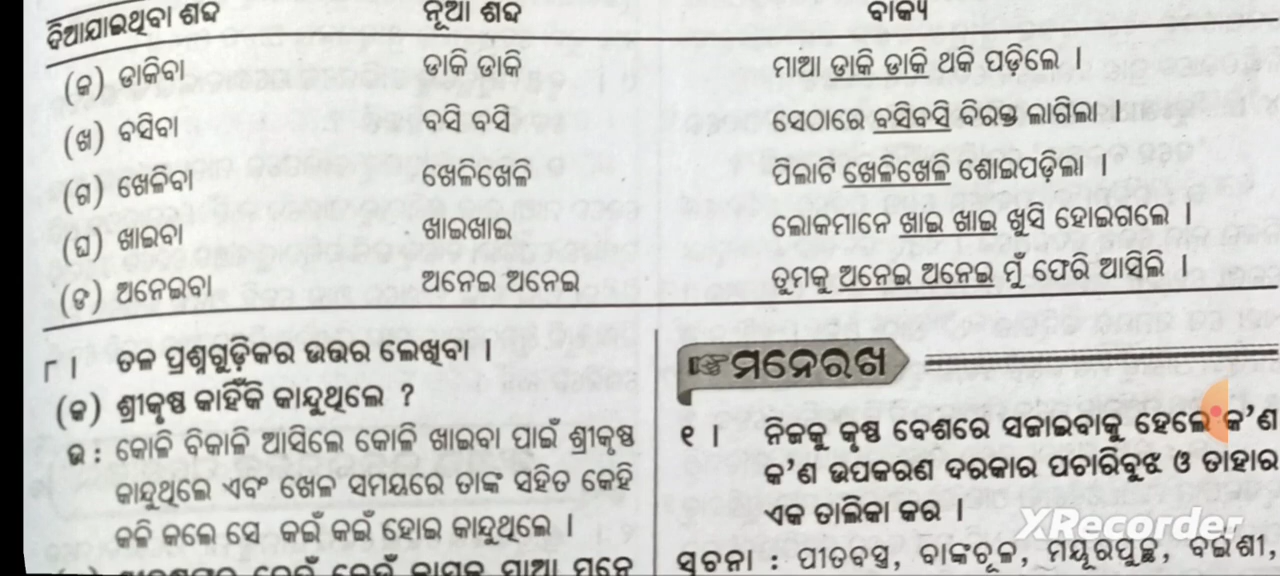 ଦିଆଯାଇଥିବା ଶବ୍ଦ ନୂଆ ଶବ୍ଦ ବାକ୍ୟ
(କ) ଡାକିବା ଡାକି ଡାକି ମାଆ ଡାକି ଡାକି ଥକି ପଡ଼ିଲେ ।
(ଖ) ବସିବା ବସି ବସି ସେଠାରେ ବସିବସି ବିରକ୍ତ ଲାଗିଲା ।
(ଗ) ଖେଳିବା ଖେଳିଖେଳି ପିଲାଟି ଖେଳିଖେଳି ଶୋଇପଡ଼ିଲା ।
(ଘ) ଖାଇବା ଖାଇଖାଇ ଲୋକମାନେ ଖାଇ ଖାଇ ଖୁସି ହୋଇଗଲେ ।
(ଙ) ଅନେଇବା ଅନେଇ ଅନେଇ ତୁମକୁ ଅନେଇ ଅନେଇ ମୁଁ ଫେରି ଆସିଲି ।
୮। ତଳ ପ୍ରଶ୍ନଗୁଡ଼ିକର ଉତ୍ତର ଲେଖିବା ।
(କ) ଶ୍ରୀକୃଷ୍ଣ କାହିଁକି କାନ୍ଦୁଥିଲେ ?
ଉ: କୋଳି ବିକାଳି ଆସିଲେ କୋଳି ଖାଇବା ପାଇଁ ଶ୍ରୀକୃଷ୍ଣ
କାନ୍ଦୁଥିଲେ ଏବଂ ଖେଳ ସମୟରେ ତାଙ୍କ ସହିତ କେହି
କଳି କଲେ ସେ କଇଁ କଇଁ ହୋଇ କାନ୍ଦୁଥିଲେ ।
ମନେରଖ
୧। ନିଜକୁ କୃଷ୍ଣ ବେଶରେ ସଜାଇବାକୁ ହେଲେ କ'ଣ
କ'ଣ ଉପକରଣ ଦରକାର ପଚାରିବୁଝ ଓ ତାହାର
ଏକ ତାଲିକା କର ।
ସୂଚନା : ପୀତବସ୍ତ୍ର, ବାଙ୍କଚୂଳ, ମୟୂରପୁଚ୍ଛ, ବଇଁଶୀ,
XRecorder